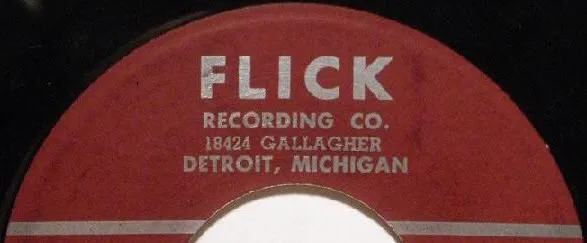 FLICK
RECORDING CO.
18424 GALLAGHER
DETROIT, MICHIGAN